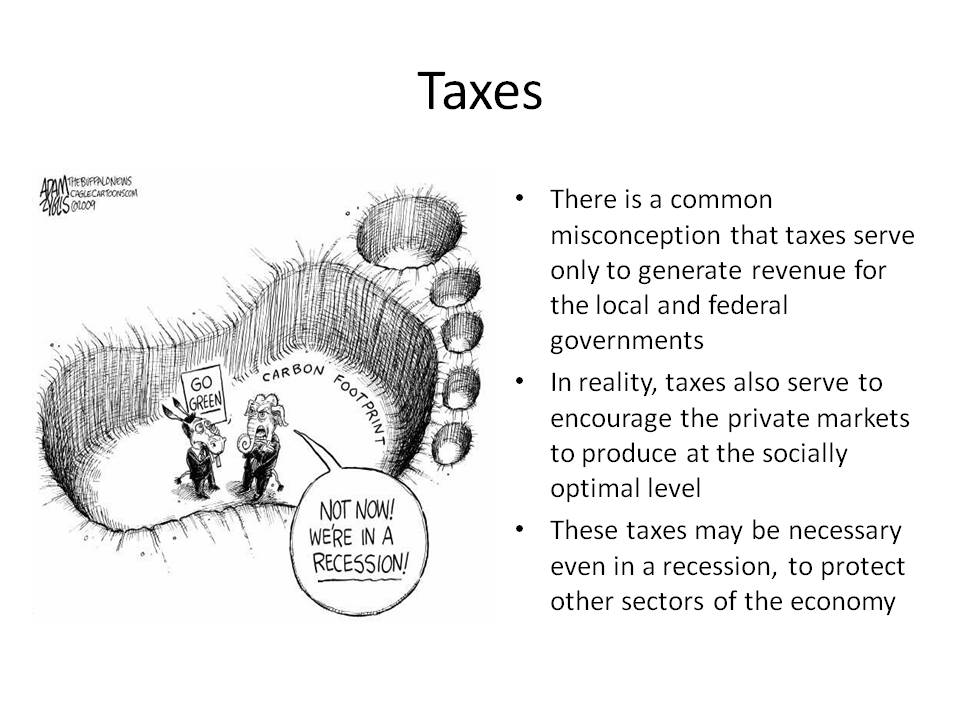 Taxes
ADAM
ZYGLIS
THE BUFFALO NEWS
CAGLECARTOONS.COM
©2009
GO
GREEN
CARBON FOOTPRINT
NOT NOW!
WE'RE IN A
RECESSION!
• There is a common
misconception that taxes serve
only to generate revenue for
the local and federal
governments
• In reality, taxes also serve to
encourage the private markets
to produce at the socially
optimal level
• These taxes may be necessary
even in a recession, to protect
other sectors of the economy